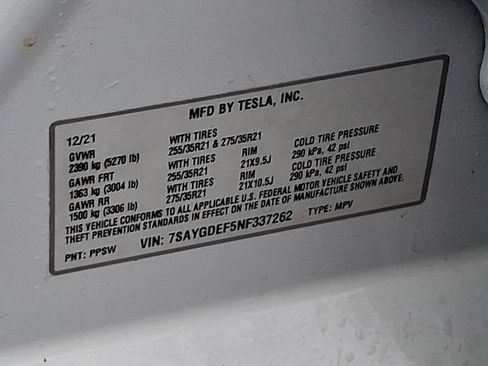 MFD BY TESLA, INC.
12/21
GVWR WITH TIRES
2390 kg (5270 lb) 255/35R21 & 275/35R21
GAWR FRT WITH TIRES RIM COLD TIRE PRESSURE
1363 kg (3004 lb) 255/35R21 21X9.5J 290 kPa, 42 psi
GAWR RR WITH TIRES RIM COLD TIRE PRESSURE
1500 kg (3306 lb) 275/35R21 21X10.5J 290 kPa, 42 psi
THIS VEHICLE CONFORMS TO ALL APPLICABLE U.S. FEDERAL MOTOR VEHICLE SAFETY AND
THEFT PREVENTION STANDARDS IN EFFECT ON THE DATE OF MANUFACTURE SHOWN ABOVE.
PNT: PPSW VIN: 7SAYGDEF5NF337262 TYPE: MPV